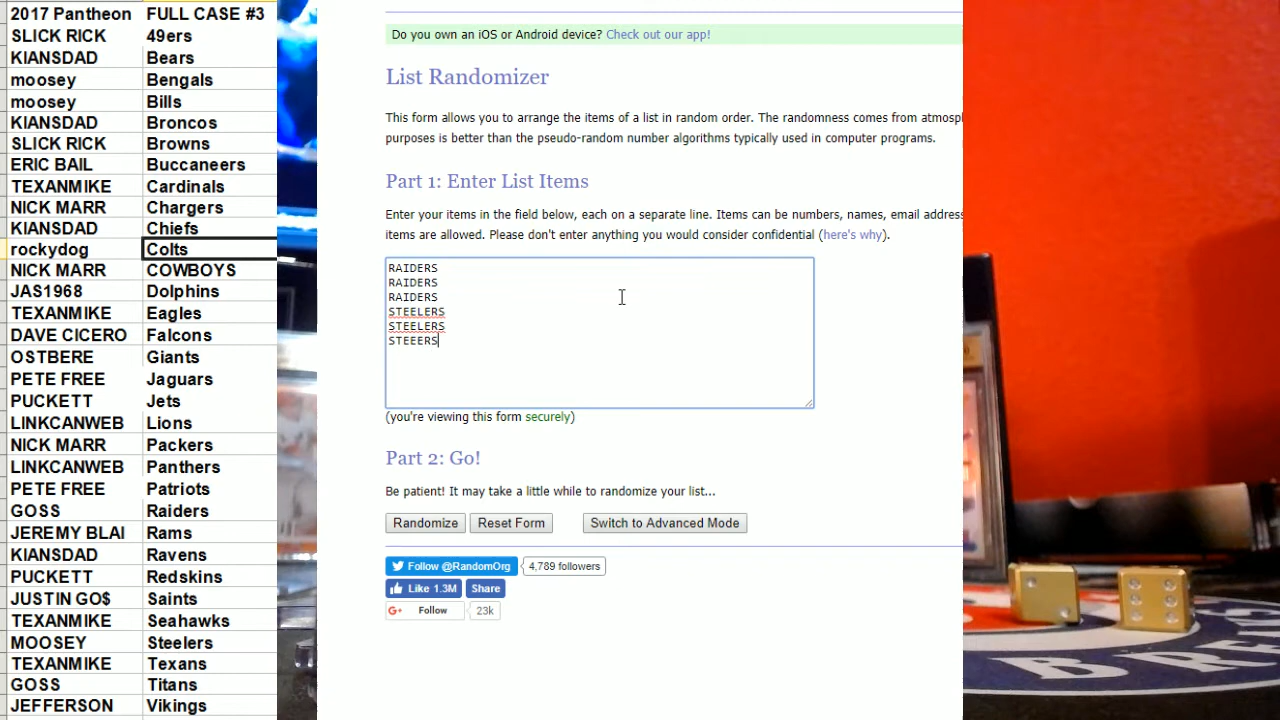 2017 Pantheon FULL CASE #3
SLICK RICK 49ers
KIANSDAD Bears
moosey Bengals
moosey Bills
KIANSDAD Broncos
SLICK RICK Browns
ERIC BAIL Buccaneers
TEXANMIKE Cardinals
NICK MARR Chargers
KIANSDAD Chiefs
rockydog Colts
NICK MARR COWBOYS
JAS1968 Dolphins
TEXANMIKE Eagles
DAVE CICERO Falcons
OSTBERE Giants
PETE FREE Jaguars
PUCKETT Jets
LINKCANWEB Lions
NICK MARR Packers
LINKCANWEB Panthers
PETE FREE Patriots
GOSS Raiders
JEREMY BLAI Rams
KIANSDAD Ravens
PUCKETT Redskins
JUSTIN GO$ Saints
TEXANMIKE Seahawks
MOOSEY Steelers
TEXANMIKE Texans
GOSS Titans
JEFFERSON Vikings
Do you own an iOS or Android device? Check out our app!
List Randomizer
This form allows you to arrange the items of a list in random order. The randomness comes from atmosp
purposes is better than the pseudo-random number algorithms typically used in computer programs.
Part 1: Enter List Items
Enter your items in the field below, each on a separate line. Items can be numbers, names, email address
items are allowed. Please don't enter anything you would consider confidential (here's why).
RAIDERS
RAIDERS
RAIDERS
STEELERS
STEELERS
STEEERS
(you're viewing this form securely)
Part 2: Go!
Be patient! It may take a little while to randomize your list...
Randomize Reset Form Switch to Advanced Mode
Follow @RandomOrg 4,789 followers
Like 1.3M Share
G+ Follow 23k
BRE